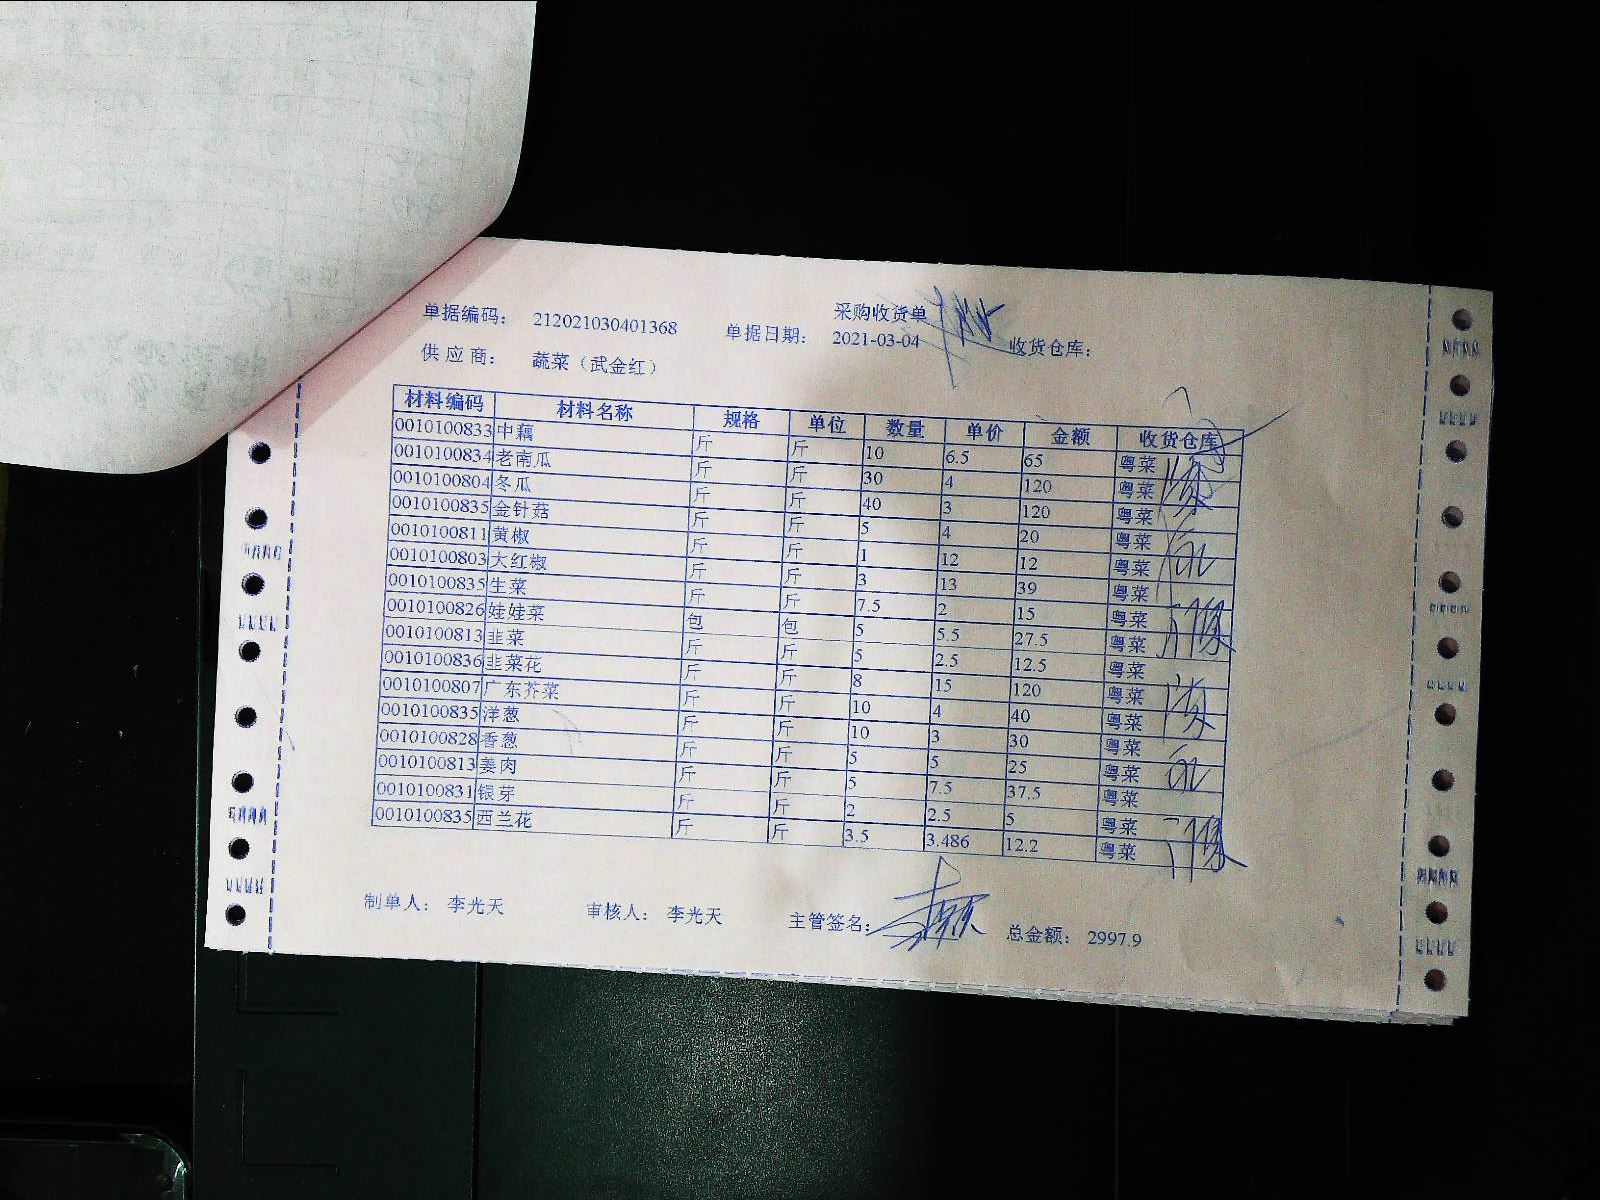 采购收货单
单据编码： 212021030401368 单据日期： 2021-03-04 收货仓库：
供应商： 蔬菜（武金红）
材料编码 材料名称 规格 单位 数量 单价 金额 收货仓库
0010100833 中藕 斤 斤 10 6.5 65 粤菜
0010100834 老南瓜 斤 斤 30 4 120 粤菜
0010100804 冬瓜 斤 斤 40 3 120 粤菜
0010100835 金针菇 斤 斤 5 4 20 粤菜
0010100811 黄椒 斤 斤 1 12 12 粤菜
0010100803 大红椒 斤 斤 3 13 39 粤菜
0010100835 生菜 斤 斤 7.5 2 15 粤菜
0010100826 娃娃菜 包 包 5 5.5 27.5 粤菜
0010100813 韭菜 斤 斤 5 2.5 12.5 粤菜
0010100836 韭菜花 斤 斤 8 15 120 粤菜
0010100807 广东芥菜 斤 斤 10 4 40 粤菜
0010100835 洋葱 斤 斤 10 3 30 粤菜
0010100828 香葱 斤 斤 5 5 25 粤菜
0010100813 姜肉 斤 斤 5 7.5 37.5 粤菜
0010100831 银芽 斤 斤 2 2.5 5 粤菜
0010100835 西兰花 斤 斤 3.5 3.486 12.2 粤菜
制单人： 李光天 审核人： 李光天 主管签名： 总金额： 2997.9